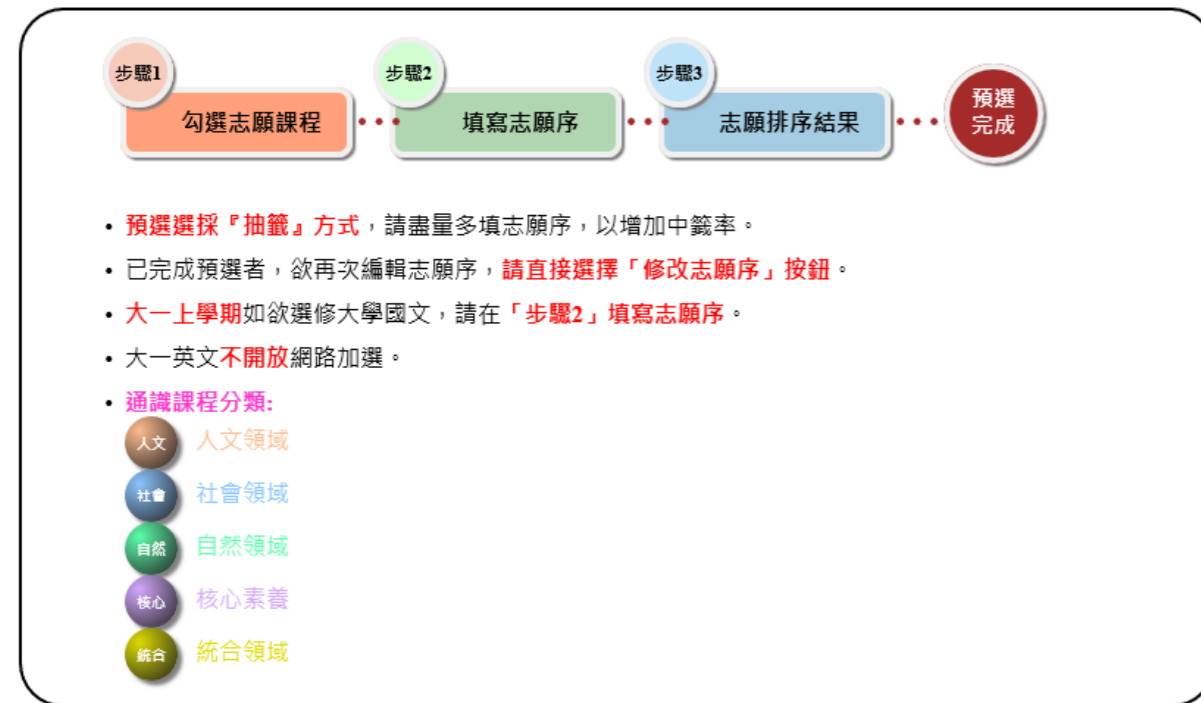 步驟1
勾選志願課程
步驟2
填寫志願序
步驟3
志願排序結果
預選
完成
• 預選選採『抽籤』方式，請盡量多填志願序，以增加中籤率。
• 已完成預選者，欲再次編輯志願序，請直接選擇「修改志願序」按鈕。
• 大一上學期如欲選修大學國文，請在「步驟2」填寫志願序。
• 大一英文不開放網路加選。
• 通識課程分類:
人文 人文領域
社會 社會領域
自然 自然領域
核心 核心素養
統合 統合領域